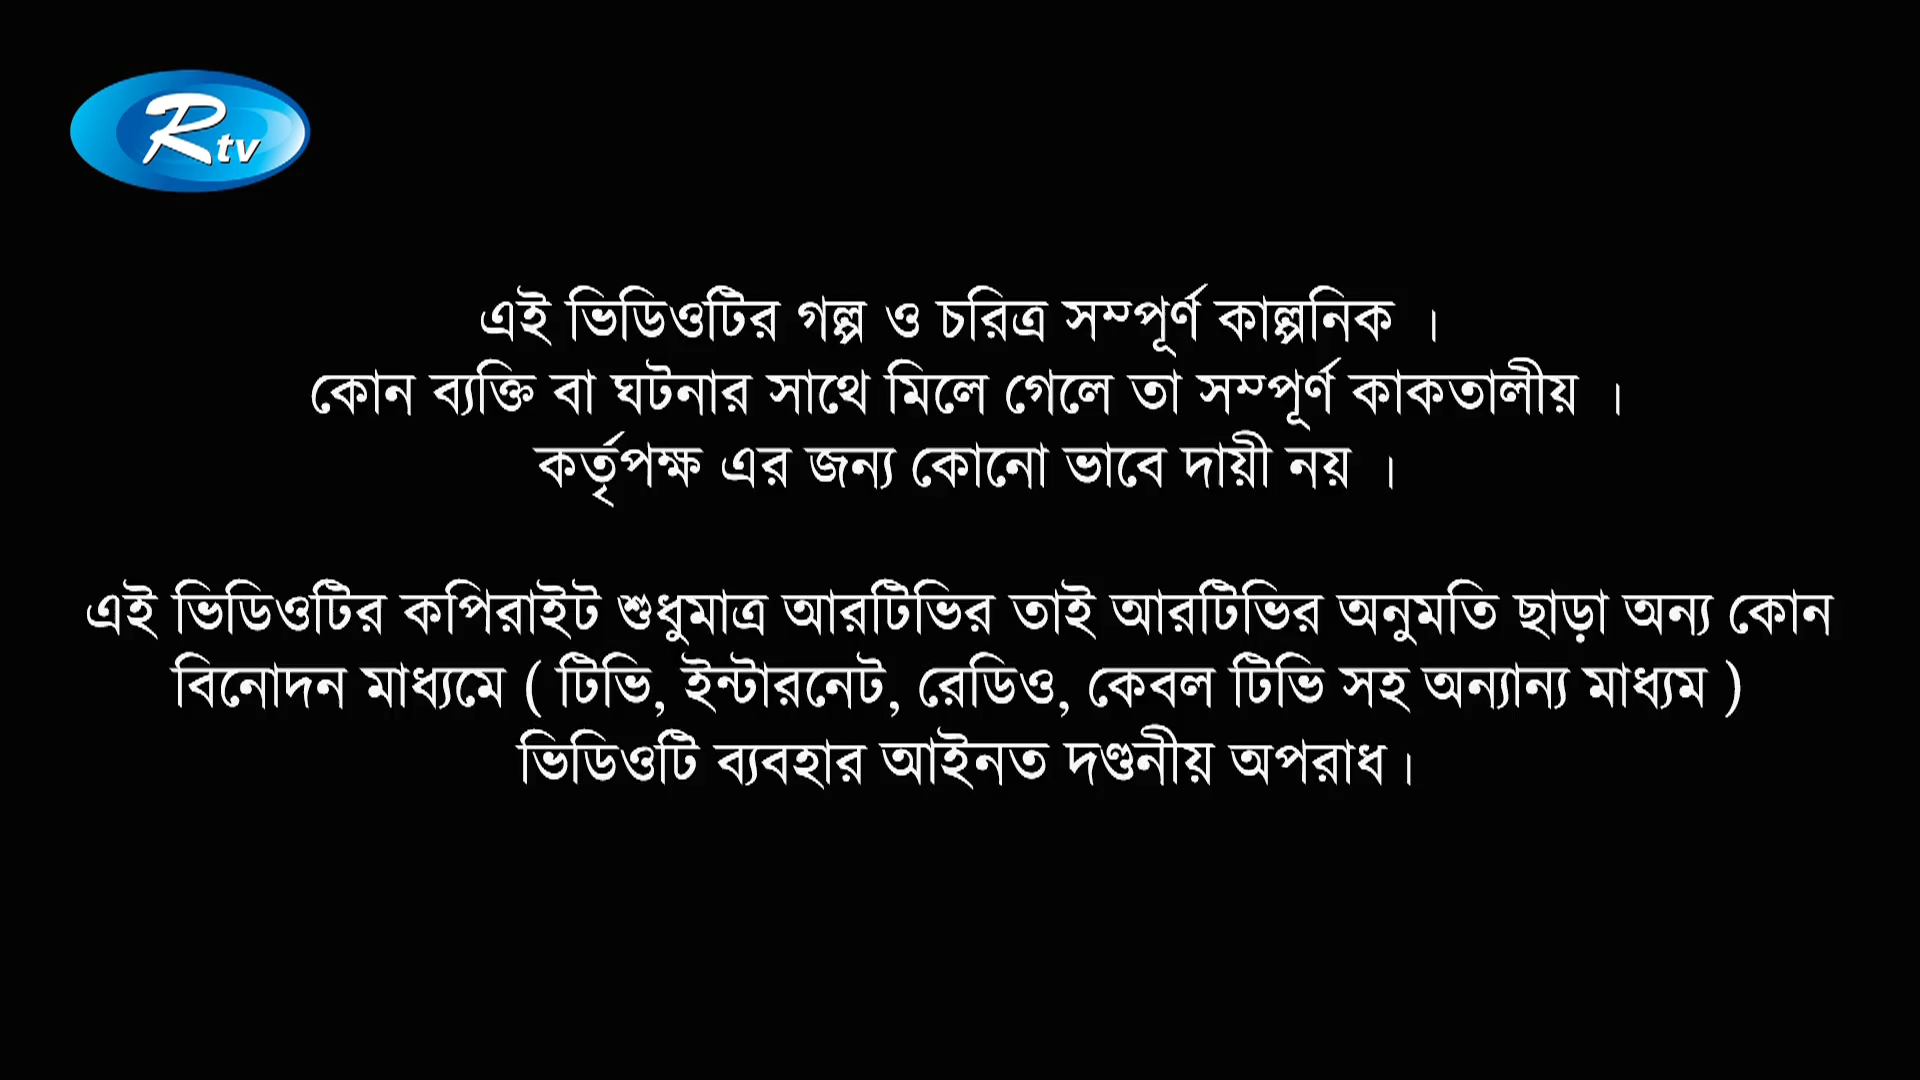 Rtv
এই ভিডিওটির গল্প ও চরিত্র সম্পূর্ণ কাল্পনিক ।
কোন ব্যক্তি বা ঘটনার সাথে মিলে গেলে তা সম্পূর্ণ কাকতালীয় ।
কর্তৃপক্ষ এর জন্য কোনো ভাবে দায়ী নয় ।
এই ভিডিওটির কপিরাইট শুধুমাত্র আরটিভির তাই আরটিভির অনুমতি ছাড়া অন্য কোন
বিনোদন মাধ্যমে ( টিভি, ইন্টারনেট, রেডিও, কেবল টিভি সহ অন্যান্য মাধ্যম )
ভিডিওটি ব্যবহার আইনত দণ্ডনীয় অপরাধ।